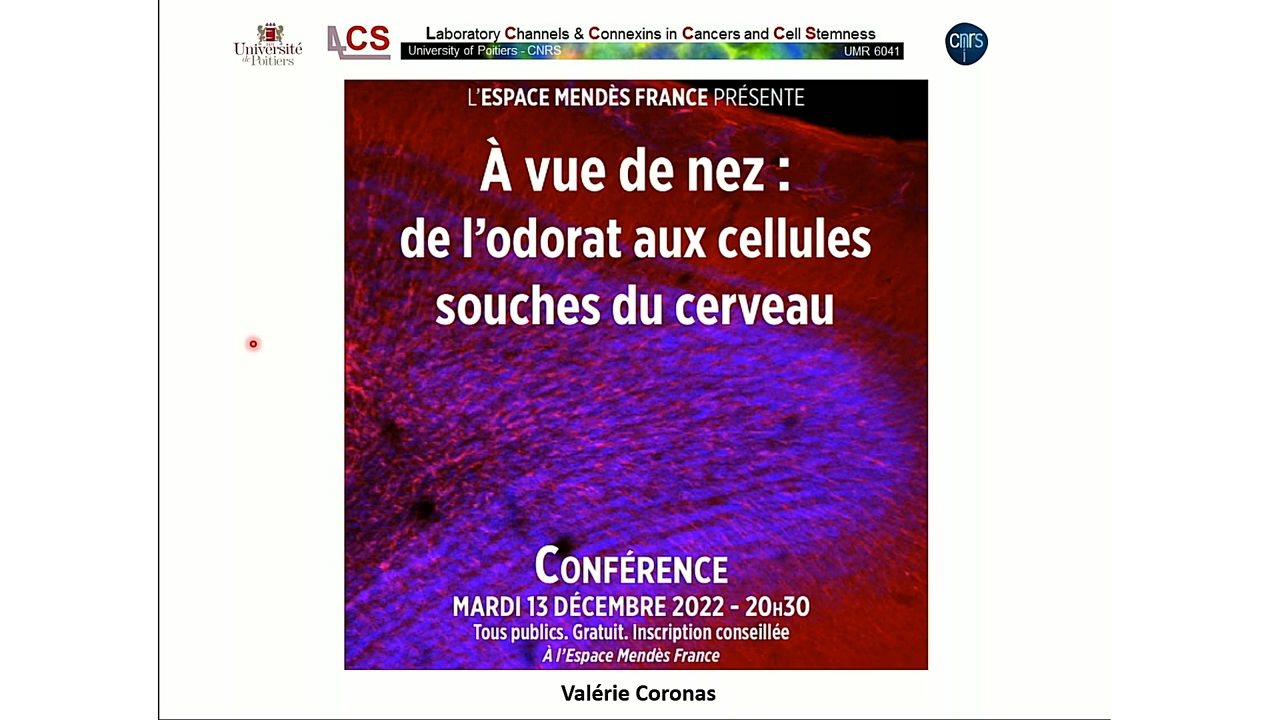 Université
de Poitiers
4CS
Laboratory Channels & Connexins in Cancers and Cell Stemness
University of Poitiers - CNRS
UMR 6041
cnrs
L'ESPACE MENDÈS FRANCE PRÉSENTE
À vue de nez :
de l'odorat aux cellules
souches du cerveau
CONFÉRENCE
MARDI 13 DÉCEMBRE 2022 - 20H30
Tous publics. Gratuit. Inscription conseillée
À l'Espace Mendès France
Valérie Coronas